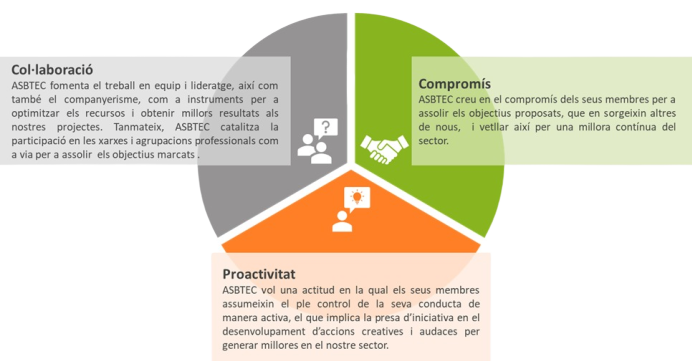 Col·laboració
ASBTEC fomenta el treball en equip i lideratge, així com
també el companyerisme, com a instruments per a
optimitzar els recursos i obtenir millors resultats als
nostres projectes. Tanmateix, ASBTEC catalitza la
participació en les xarxes i agrupacions professionals com
a via per a assolir els objectius marcats .
?
Compromís
ASBTEC creu en el compromís dels seus membres per a
assolir els objectius proposats, que en sorgeixin altres
de nous, i vetllar així per una millora contínua del
sector.
Proactivitat
ASBTEC vol una actitud en la qual els seus membres
assumeixin el ple control de la seva conducta de
manera activa, el que implica la presa d'iniciativa en el
desenvolupament d'accions creatives i audaces per
generar millores en el nostre sector.